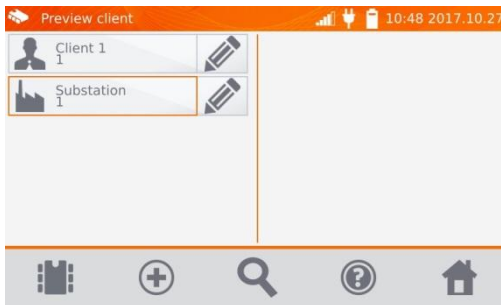 Preview client
10:48 2017.10.27
Client 1
1
Substation
1